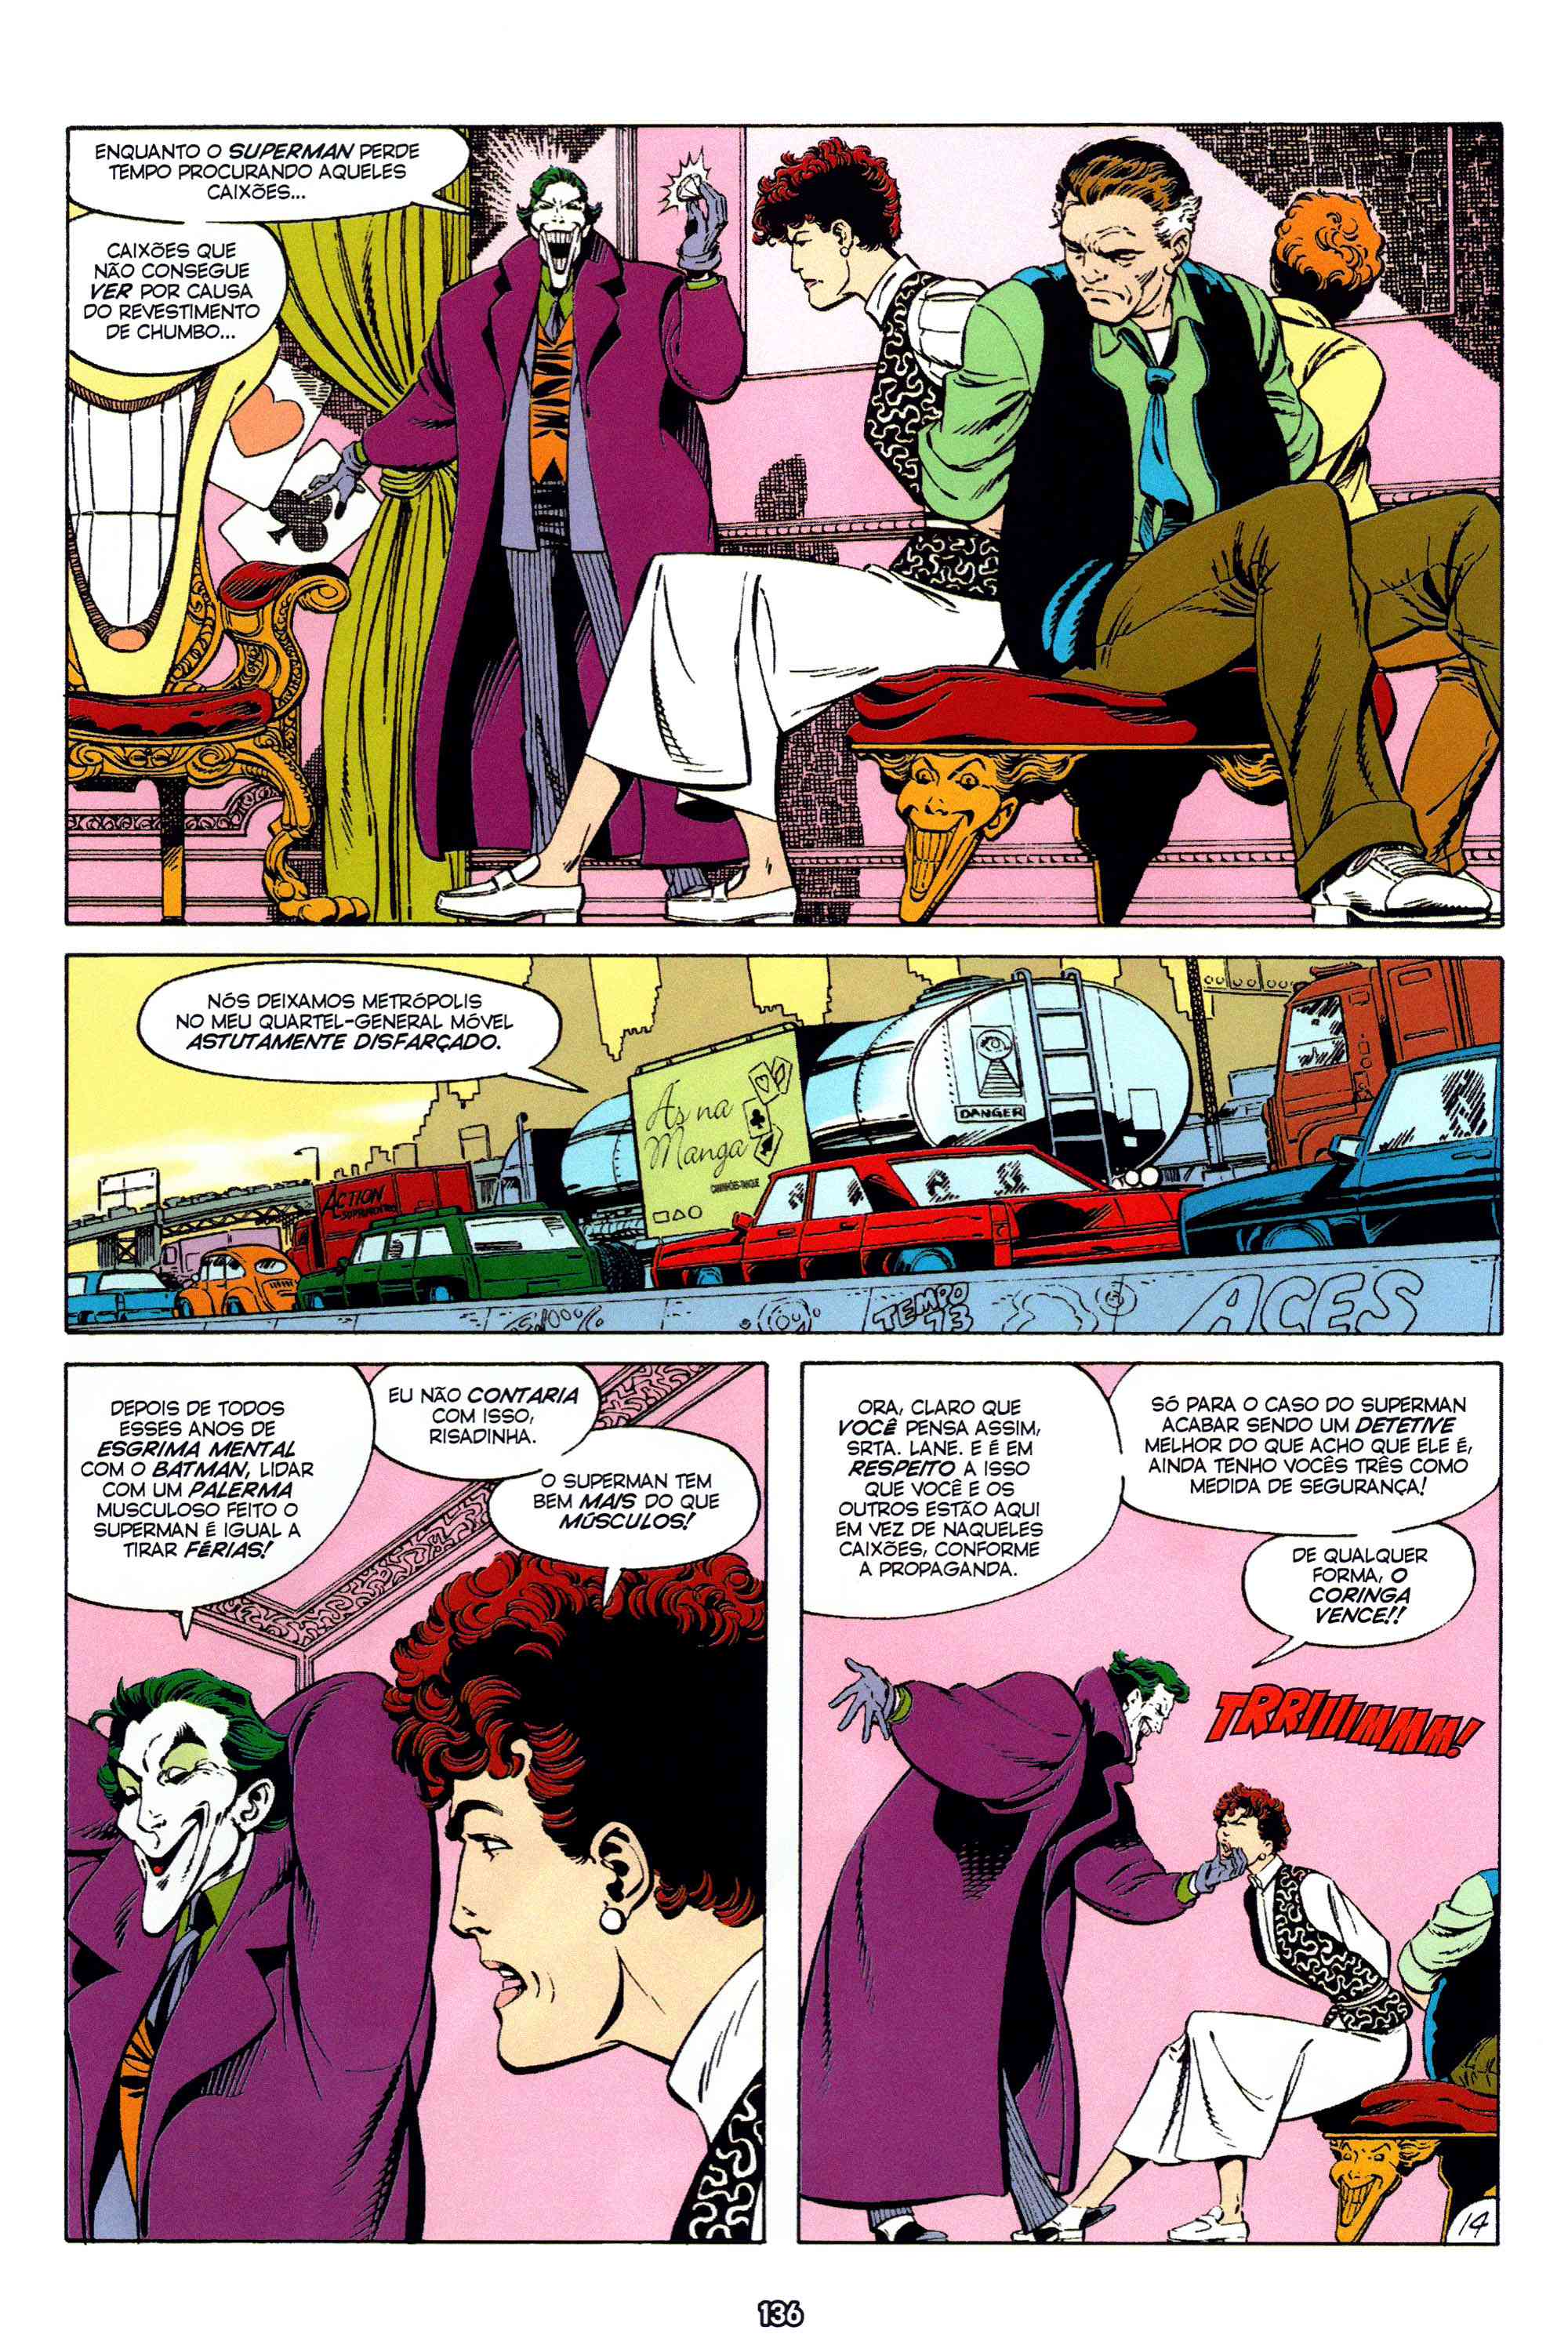 ENQUANTO O SUPERMAN PERDE
TEMPO PROCURANDO AQUELES
CAIXÕES...
CAIXÕES QUE
NÃO CONSEGUE
VER POR CAUSA
DO REVESTIMENTO
DE CHUMBO...
NÓS DEIXAMOS METRÓPOLIS
NO MEU QUARTEL-GENERAL MÓVEL
ASTUTAMENTE DISFARÇADO.
Ás na
Manga
CAMINHÕES-TANQUE
DANGER
ACTION
TEMPO
93
ACES
DEPOIS DE TODOS
ESSES ANOS DE
ESGRIMA MENTAL
COM O BATMAN, LIDAR
COM UM PALERMA
MUSCULOSO FEITO O
SUPERMAN É IGUAL A
TIRAR FÉRIAS!
EU NÃO CONTARIA
COM ISSO,
RISADINHA.
O SUPERMAN TEM
BEM MAIS DO QUE
MÚSCULOS!
ORA, CLARO QUE
VOCÊ PENSA ASSIM,
SRTA. LANE. E É EM
RESPEITO A ISSO
QUE VOCÊ E OS
OUTROS ESTÃO AQUI
EM VEZ DE NAQUELES
CAIXÕES, CONFORME
A PROPAGANDA.
SÓ PARA O CASO DO SUPERMAN
ACABAR SENDO UM DETETIVE
MELHOR DO QUE ACHO QUE ELE É,
AINDA TENHO VOCÊS TRÊS COMO
MEDIDA DE SEGURANÇA!
DE QUALQUER
FORMA, O
CORINGA
VENCE!!
TRRIIIIMMM!
14
136